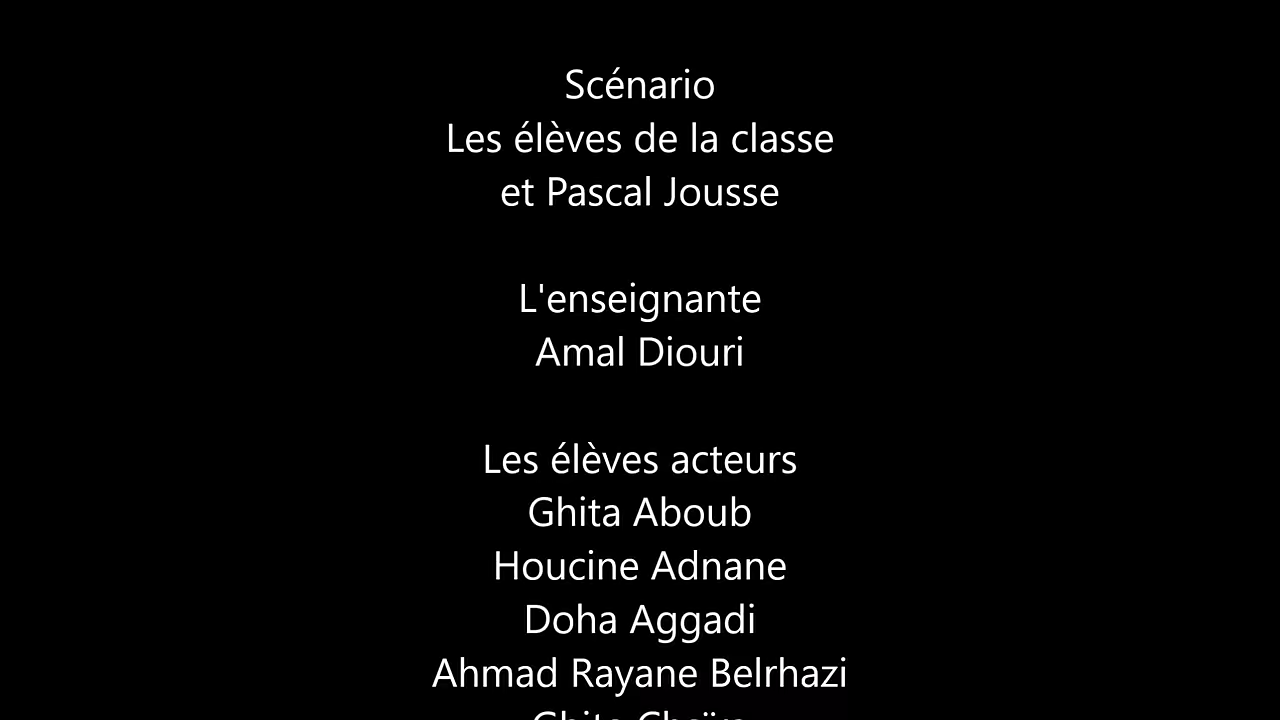 Scénario
Les élèves de la classe
et Pascal Jousse
L'enseignante
Amal Diouri
Les élèves acteurs
Ghita Aboub
Houcine Adnane
Doha Aggadi
Ahmad Rayane Belrhazi
Ghita